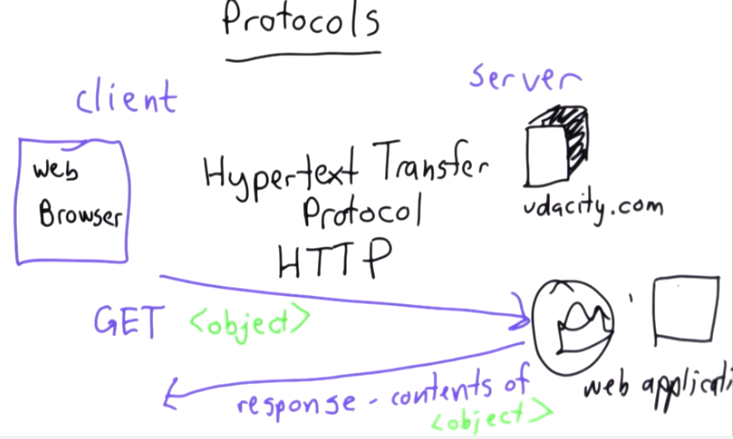 Protocols
client
server
Web
Browser
Hypertext Transfer
Protocol
HTTP
udacity.com
GET <object>
web applicati
response - contents of
<object>